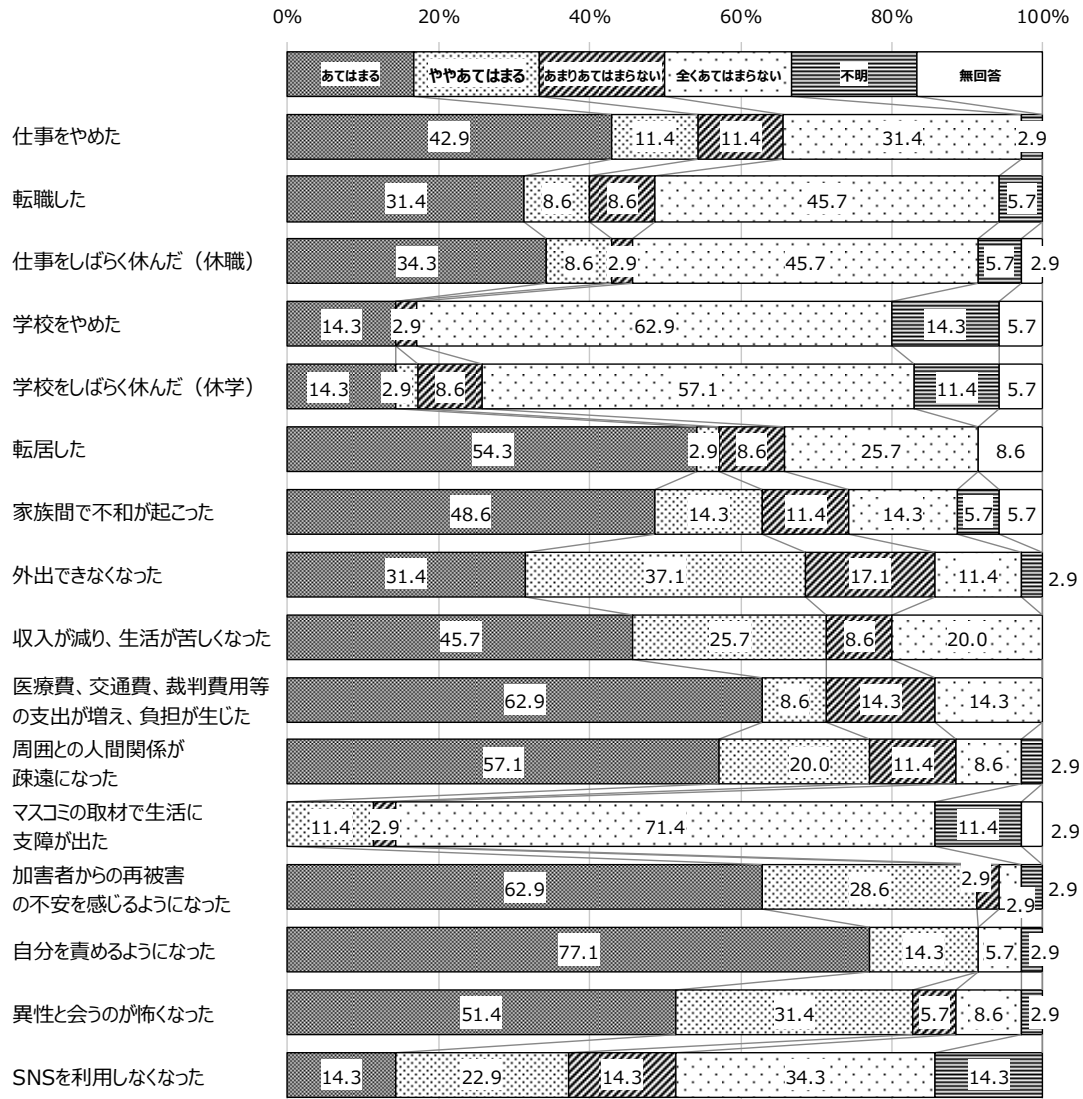 0% 20% 40% 60% 80% 100%
あてはまる ややあてはまる あまりあてはまらない 全くあてはまらない 不明 無回答
仕事をやめた 42.9 11.4 11.4 31.4 2.9
転職した 31.4 8.6 8.6 45.7 5.7
仕事をしばらく休んだ（休職） 34.3 8.6 2.9 45.7 5.7 2.9
学校をやめた 14.3 2.9 62.9 14.3 5.7
学校をしばらく休んだ（休学） 14.3 2.9 8.6 57.1 11.4 5.7
転居した 54.3 2.9 8.6 25.7 8.6
家族間で不和が起こった 48.6 14.3 11.4 14.3 5.7 5.7
外出できなくなった 31.4 37.1 17.1 11.4 2.9
収入が減り、生活が苦しくなった 45.7 25.7 8.6 20.0
医療費、交通費、裁判費用等
の支出が増え、負担が生じた 62.9 8.6 14.3 14.3
周囲との人間関係が
疎遠になった 57.1 20.0 11.4 8.6 2.9
マスコミの取材で生活に
支障が出た 11.4 2.9 71.4 11.4 2.9
加害者からの再被害
の不安を感じるようになった 62.9 28.6 2.9 2.9 2.9
自分を責めるようになった 77.1 14.3 5.7 2.9
異性と会うのが怖くなった 51.4 31.4 5.7 8.6 2.9
SNSを利用しなくなった 14.3 22.9 14.3 34.3 14.3